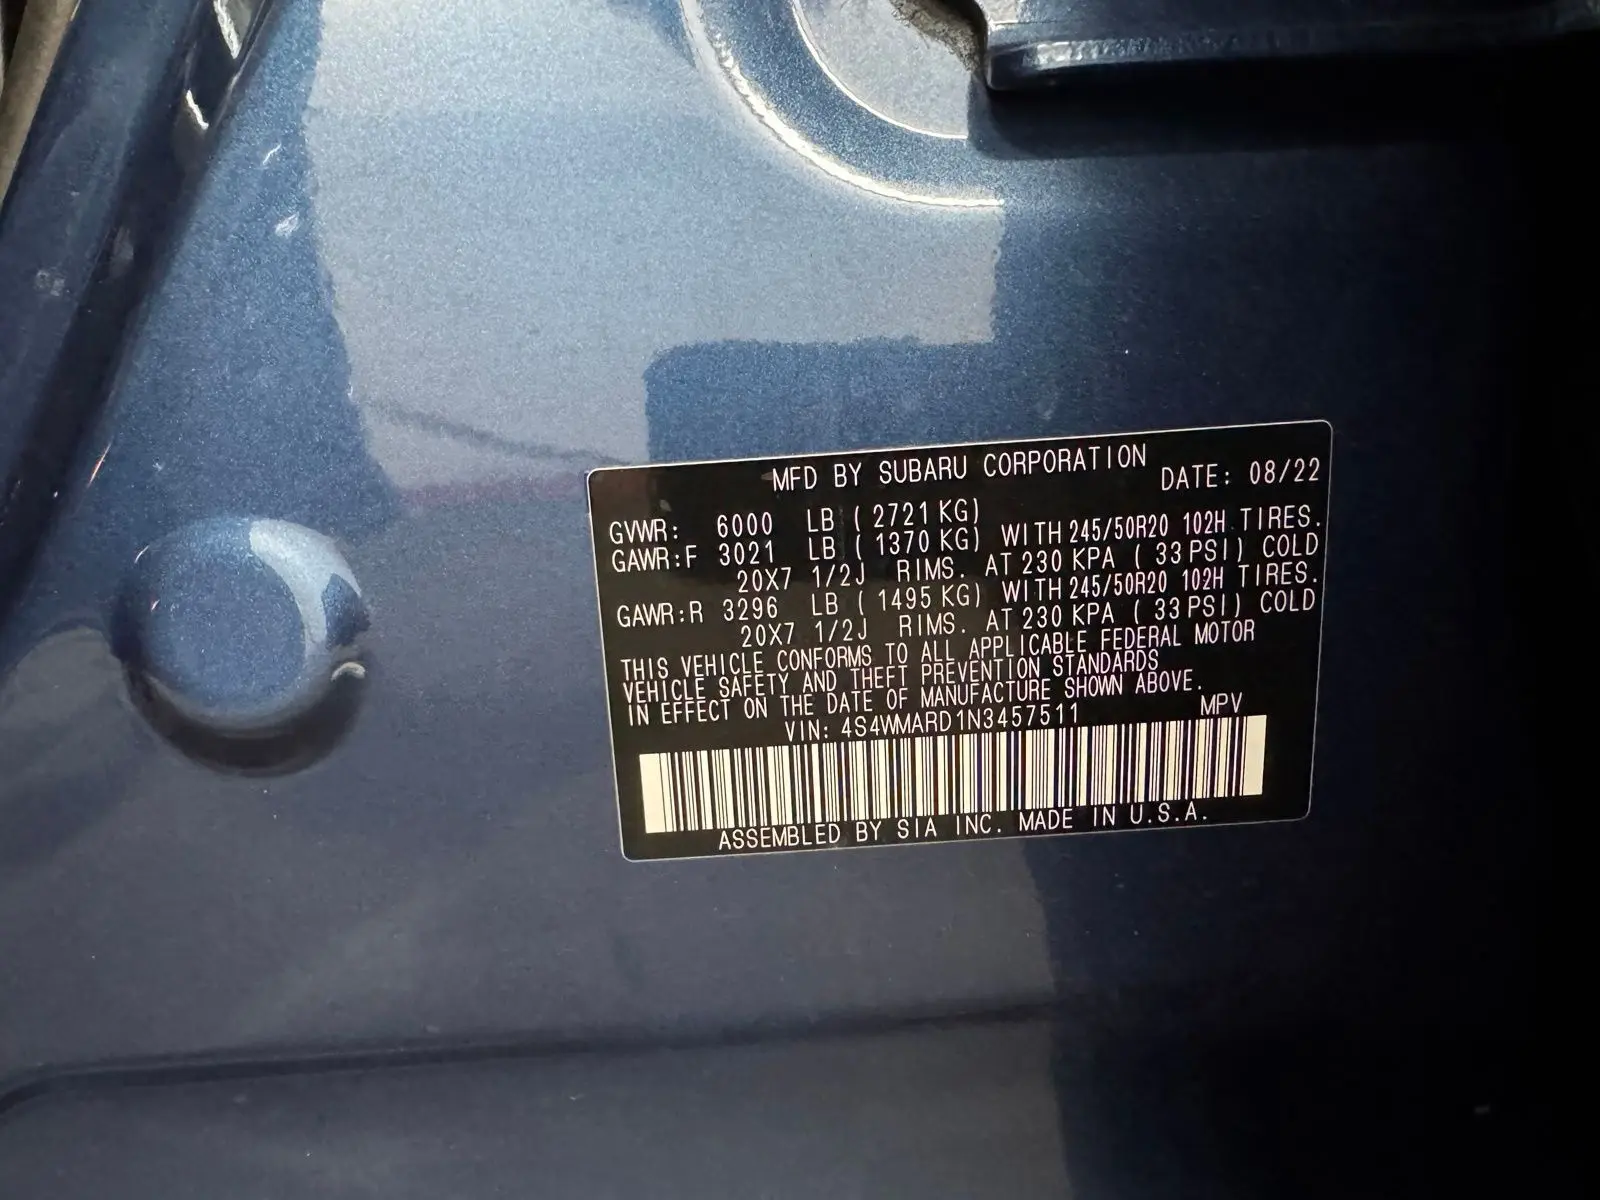 MFD BY SUBARU CORPORATION DATE: 08/22
GVWR: 6000 LB ( 2721 KG)
GAWR:F 3021 LB ( 1370 KG) WITH 245/50R20 102H TIRES.
20X7 1/2J RIMS. AT 230 KPA ( 33 PSI) COLD
GAWR:R 3296 LB ( 1495 KG) WITH 245/50R20 102H TIRES.
20X7 1/2J RIMS. AT 230 KPA ( 33 PSI) COLD
THIS VEHICLE CONFORMS TO ALL APPLICABLE FEDERAL MOTOR
VEHICLE SAFETY AND THEFT PREVENTION STANDARDS
IN EFFECT ON THE DATE OF MANUFACTURE SHOWN ABOVE.
VIN: 4S4WMARD1N3457511 MPV
ASSEMBLED BY SIA INC. MADE IN U.S.A.